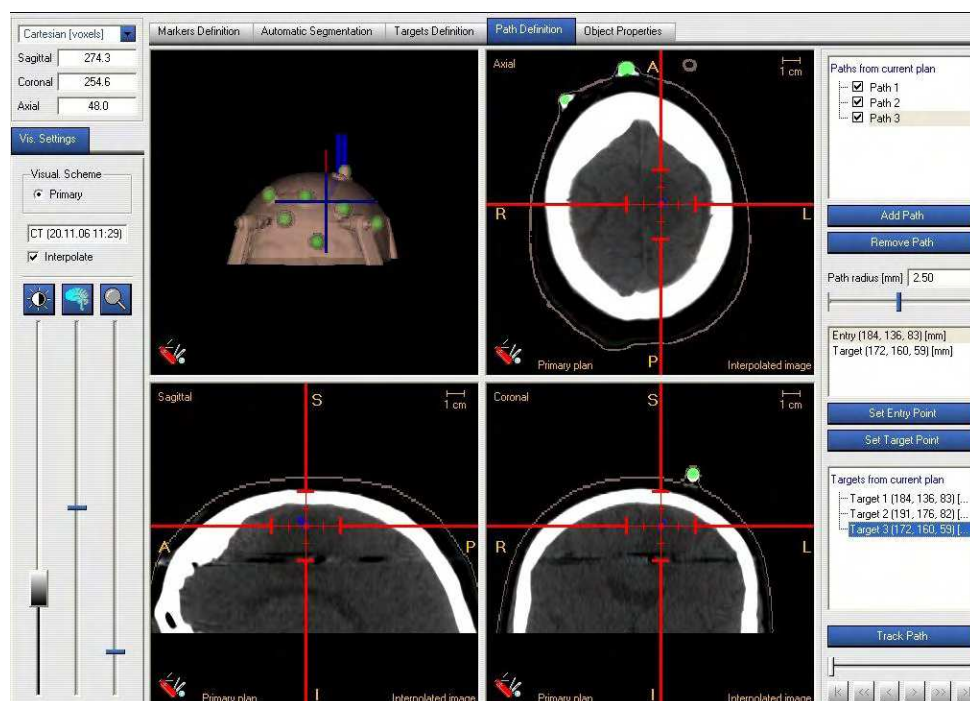 Cartesian [voxels]
Sagittal 274.3
Coronal 254.6
Axial 48.0
Vis. Settings
Visual. Scheme
Primary
CT (20.11.06 11:29)
Interpolate
Markers Definition Automatic Segmentation Targets Definition Path Definition Object Properties
Axial
A
1 cm
R
L
P
Primary plan
Interpolated image
Sagittal
S
1 cm
A
P
Primary plan
I
Interpolated image
Coronal
S
1 cm
R
L
Primary plan
I
Interpolated image
Paths from current plan
Path 1
Path 2
Path 3
Add Path
Remove Path
Path radius [mm] 2.50
Entry (184, 136, 83) [mm]
Target (172, 160, 59) [mm]
Set Entry Point
Set Target Point
Targets from current plan
Target 1 (184, 136, 83) [...
Target 2 (191, 176, 82) [...
Target 3 (172, 160, 59) [...
Track Path